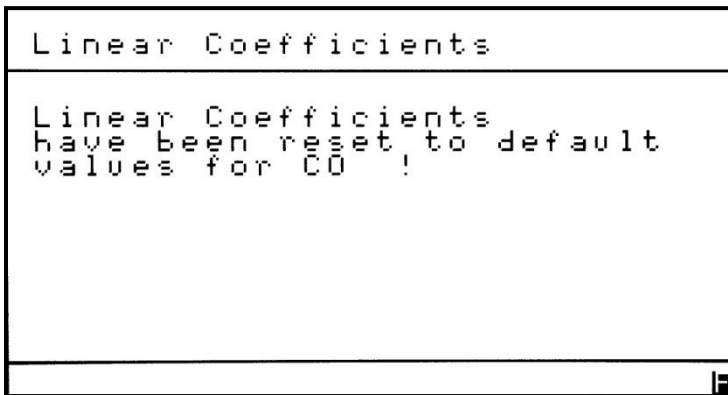 Linear Coefficients
Linear Coefficients
have been reset to default
values for CO !